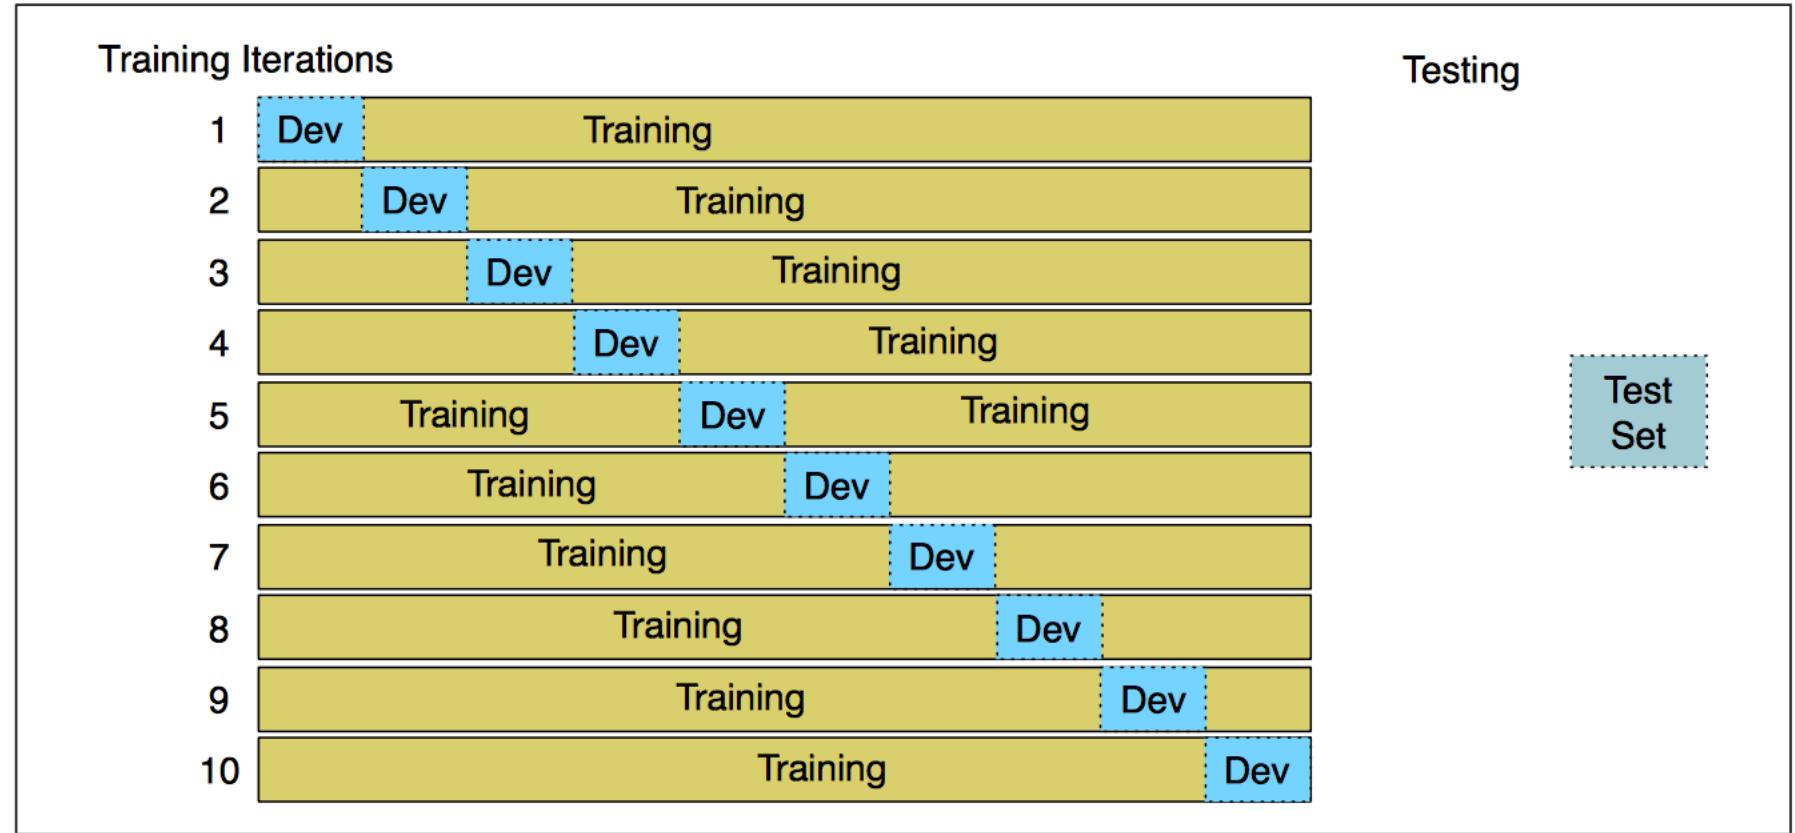 Training Iterations
Testing
1 Dev Training
2 Dev Training
3 Dev Training
4 Dev Training
5 Training Dev Training
6 Training Dev
7 Training Dev
8 Training Dev
9 Training Dev
10 Training Dev
Test
Set